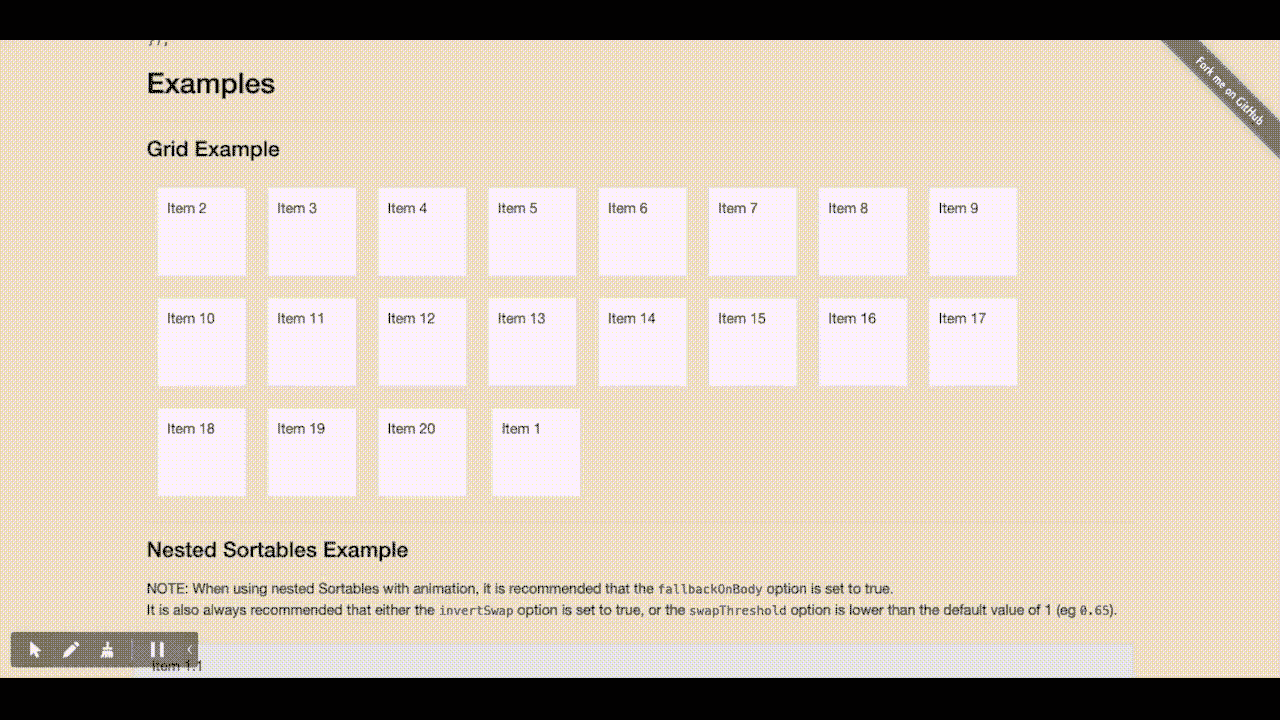 });
Examples
Fork me on GitHub
Grid Example
Item 2 Item 3 Item 4 Item 5 Item 6 Item 7 Item 8 Item 9
Item 10 Item 11 Item 12 Item 13 Item 14 Item 15 Item 16 Item 17
Item 18 Item 19 Item 20 Item 1
Nested Sortables Example
NOTE: When using nested Sortables with animation, it is recommended that the fallbackOnBody option is set to true.
It is also always recommended that either the invertSwap option is set to true, or the swapThreshold option is lower than the default value of 1 (eg 0.65).
Item 1.1